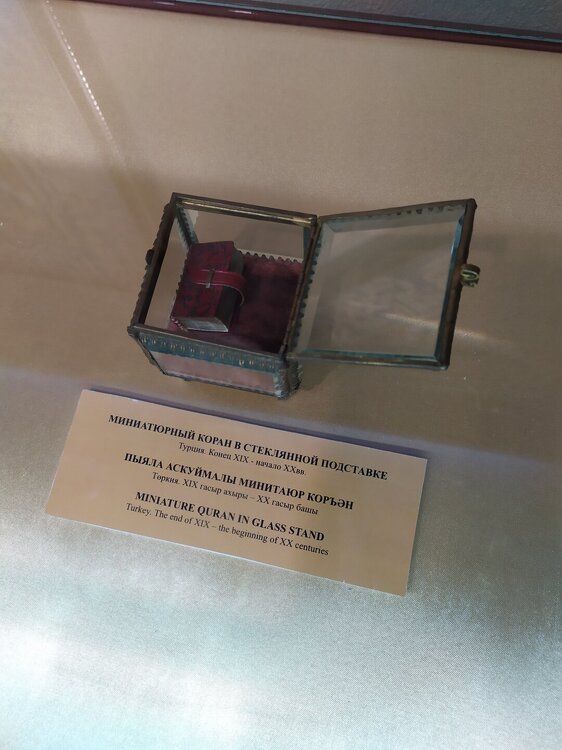 МИНИАТЮРНЫЙ КОРАН В СТЕКЛЯННОЙ ПОДСТАВКЕ
Турция. Конец XIX - начало XXвв.
ПЫЯЛА АСКУЙМАЛЫ МИНИТАЮР КОРЪӘН
Төркия. XIX гасыр ахыры – XX гасыр башы
MINIATURE QURAN IN GLASS STAND
Turkey. The end of XIX – the beginning of XX centuries